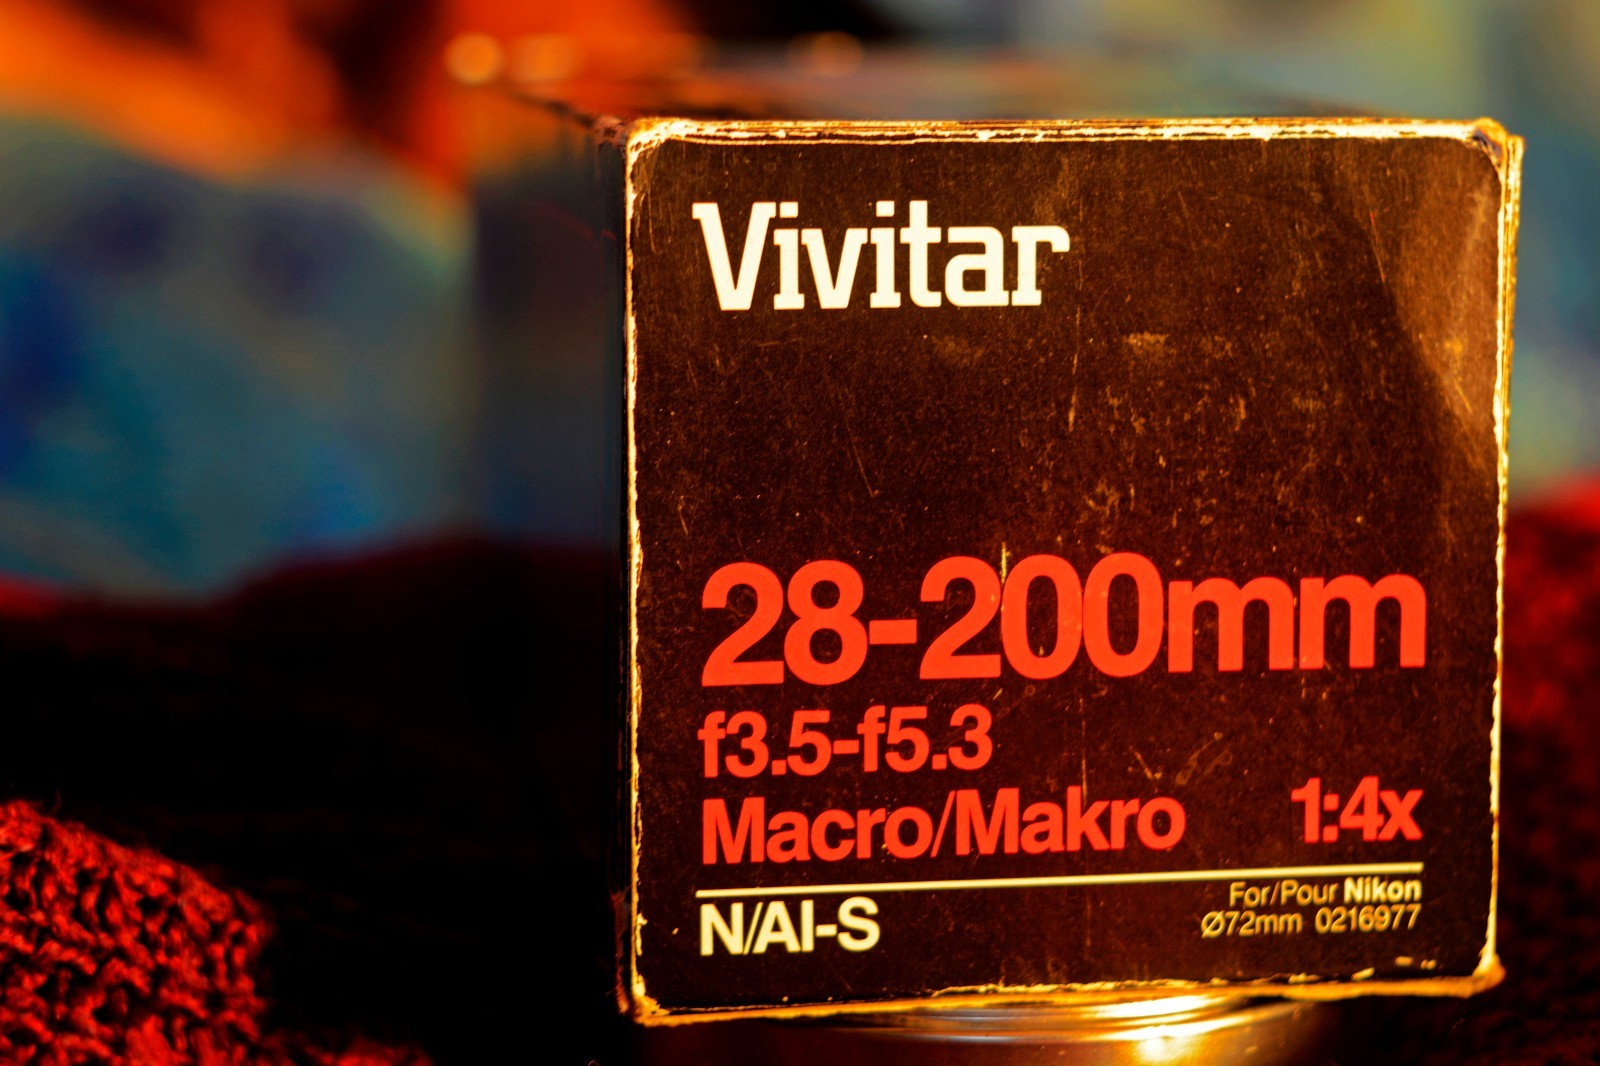 Vivitar
28-200mm
f3.5-f5.3
Macro/Makro 1:4x
N/AI-S
For/Pour Nikon
Ø72mm 0216977